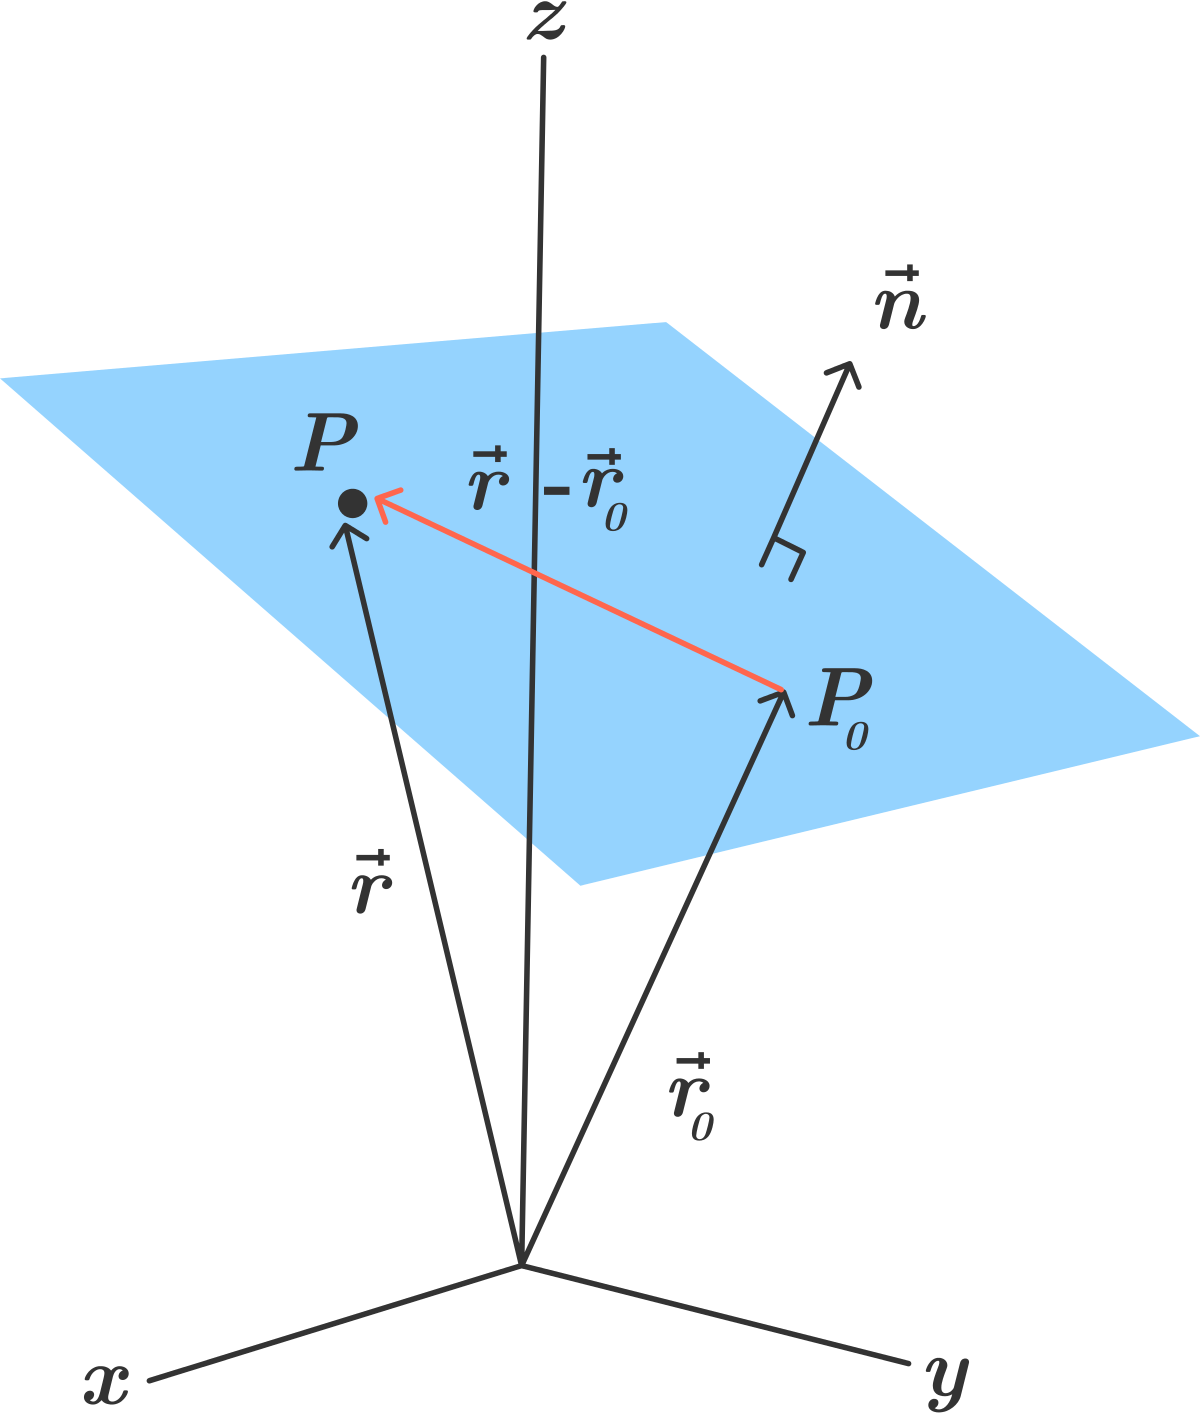 z
n⃗
P
r⃗ - r⃗₀
P₀
r⃗
r⃗₀
x
y